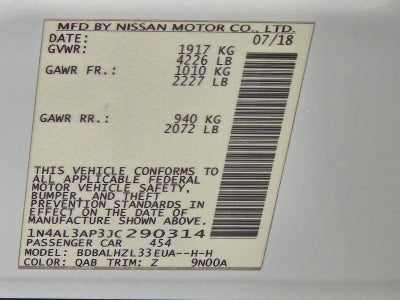 MFD BY NISSAN MOTOR CO., LTD.
DATE: 07/18
GVWR: 1917 KG
4226 LB
GAWR FR.: 1010 KG
2227 LB
GAWR RR.: 940 KG
2072 LB
THIS VEHICLE CONFORMS TO
ALL APPLICABLE FEDERAL
MOTOR VEHICLE SAFETY,
BUMPER, AND THEFT
PREVENTION STANDARDS IN
EFFECT ON THE DATE OF
MANUFACTURE SHOWN ABOVE.
1N4AL3AP3JC290314
PASSENGER CAR 454
MODEL: BDBALHZL33EUA--H-H
COLOR: QAB TRIM: Z 9N00A